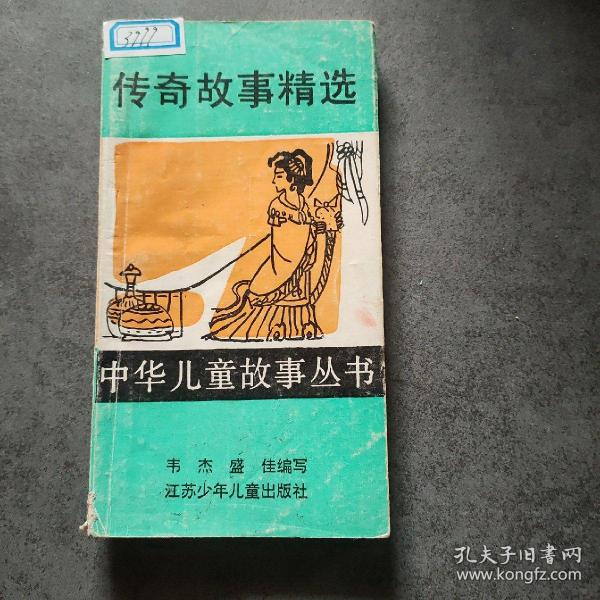 3977
传奇故事精选
中华儿童故事丛书
韦杰盛佳编写
江苏少年儿童出版社
孔夫子旧书网
www.kongfz.com